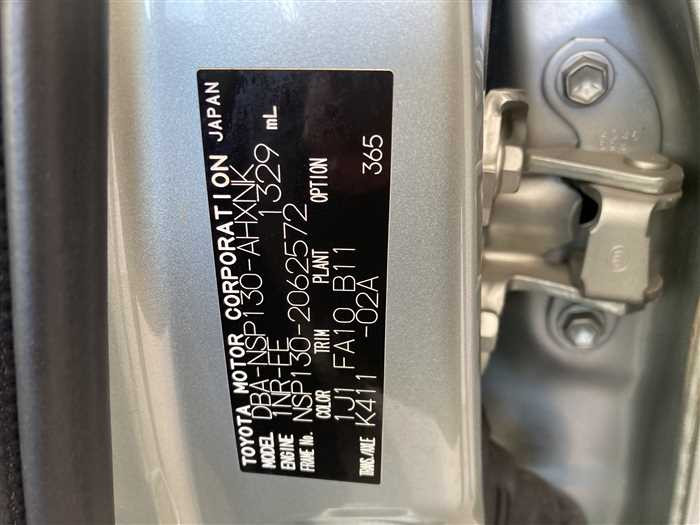 TOYOTA MOTOR CORPORATION JAPAN
MODEL DBA-NSP130-AHXNK
ENGINE 1NR-FE 1329 mL
FRAME No. NSP130-2062572
COLOR TRIM PLANT OPTION
1J1 FA10 B11 365
TRANS./AXLE K411 -02A